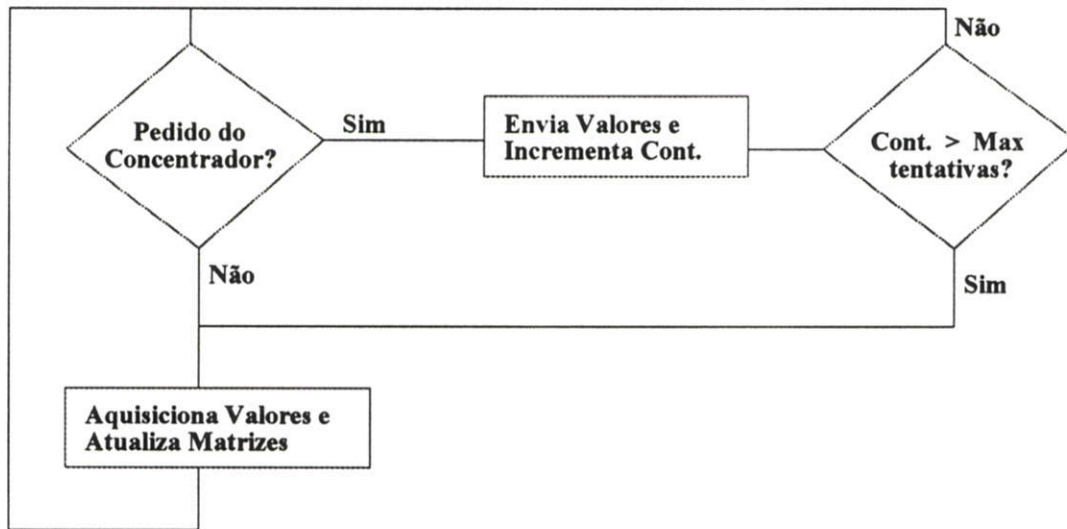 Não
Pedido do
Concentrador?
Sim
Envia Valores e
Incrementa Cont.
Cont. > Max
tentativas?
Não
Sim
Aquisiciona Valores e
Atualiza Matrizes